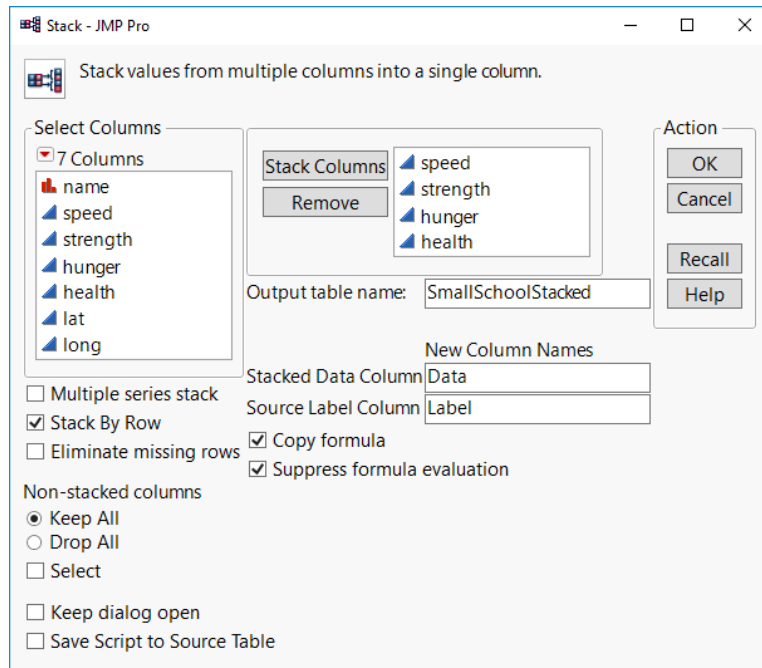 Stack - JMP Pro
Stack values from multiple columns into a single column.
Select Columns
7 Columns
name
speed
strength
hunger
health
lat
long
Stack Columns
Remove
speed
strength
hunger
health
Action
OK
Cancel
Recall
Help
Output table name: SmallSchoolStacked
New Column Names
Stacked Data Column Data
Source Label Column Label
Copy formula
Suppress formula evaluation
Multiple series stack
Stack By Row
Eliminate missing rows
Non-stacked columns
Keep All
Drop All
Select
Keep dialog open
Save Script to Source Table